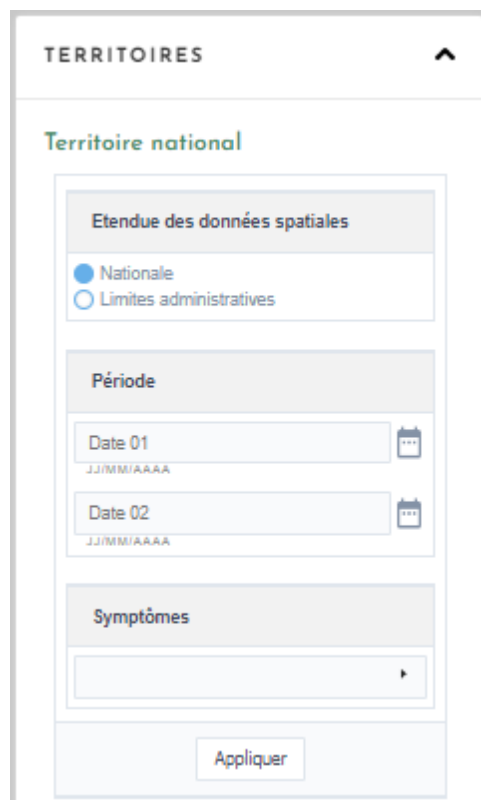 TERRITOIRES
Territoire national
Etendue des données spatiales
Nationale
Limites administratives
Période
Date 01
JJ/MM/AAAA
Date 02
JJ/MM/AAAA
Symptômes
Appliquer